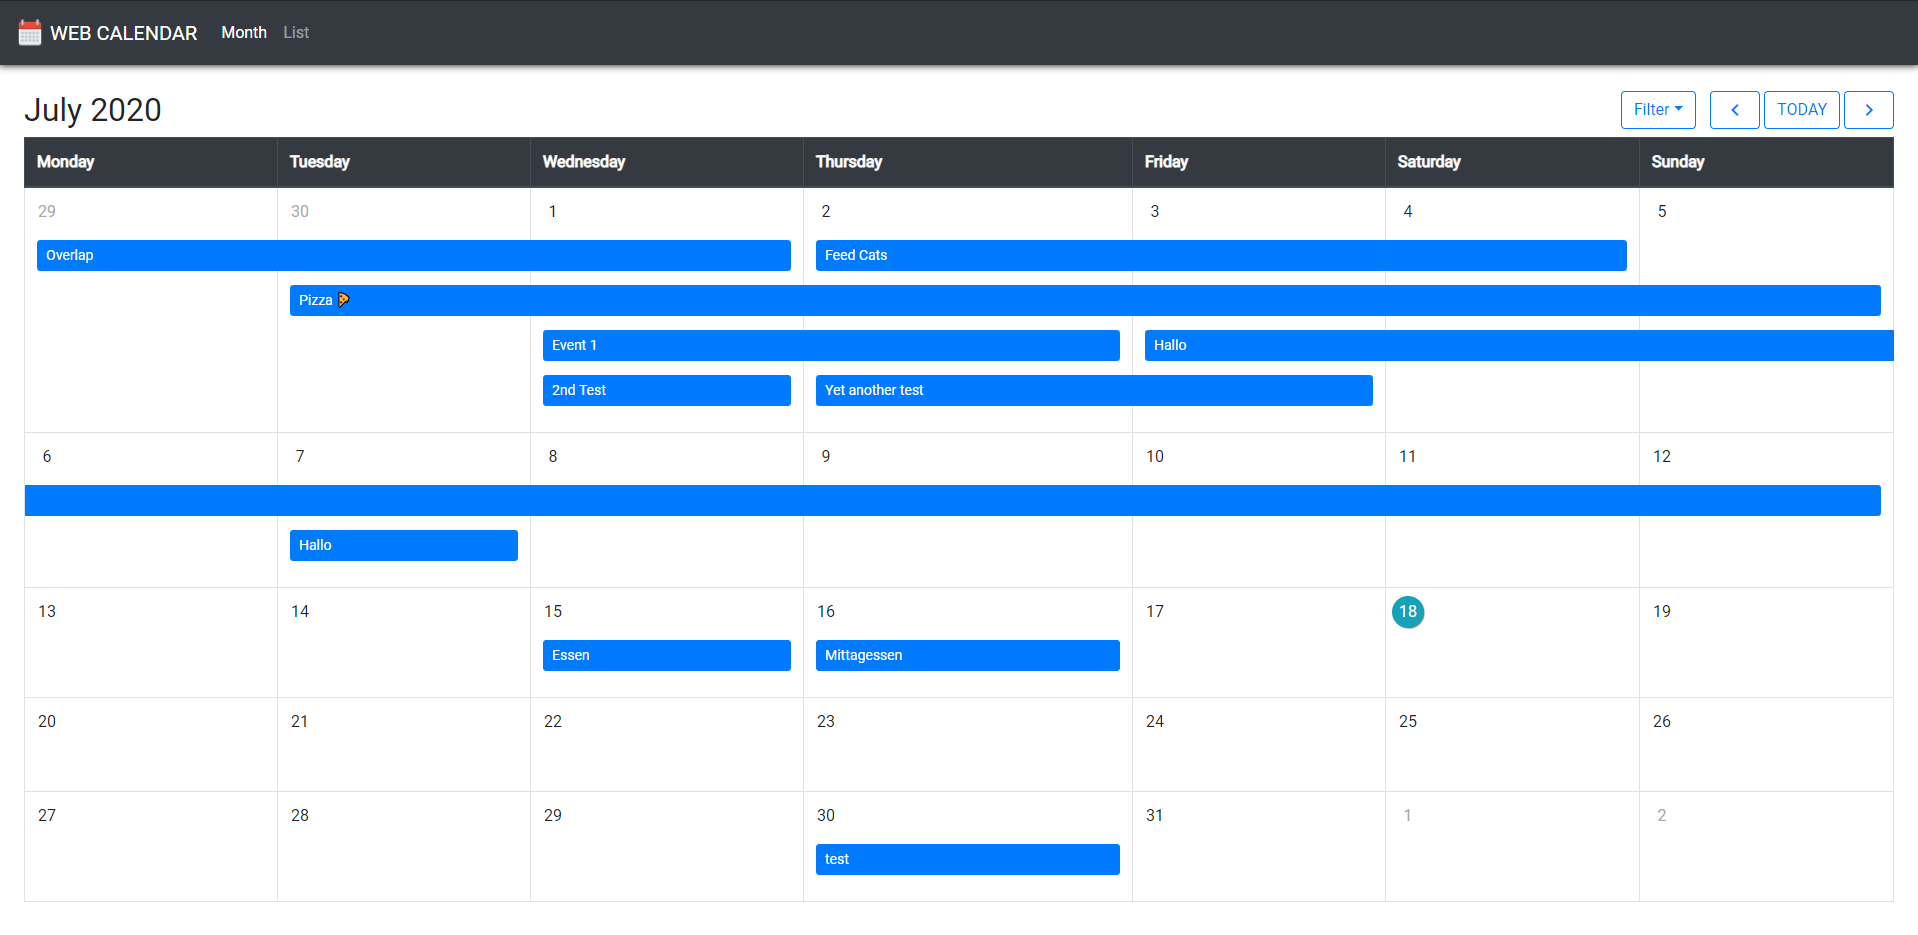 WEB CALENDAR Month List
July 2020 Filter TODAY
Monday Tuesday Wednesday Thursday Friday Saturday Sunday
29 30 1 2 3 4 5
Overlap Feed Cats
Pizza 🍕
Event 1 Hallo
2nd Test Yet another test
6 7 8 9 10 11 12
Hallo
13 14 15 16 17 18 19
Essen Mittagessen
20 21 22 23 24 25 26
27 28 29 30 31 1 2
test